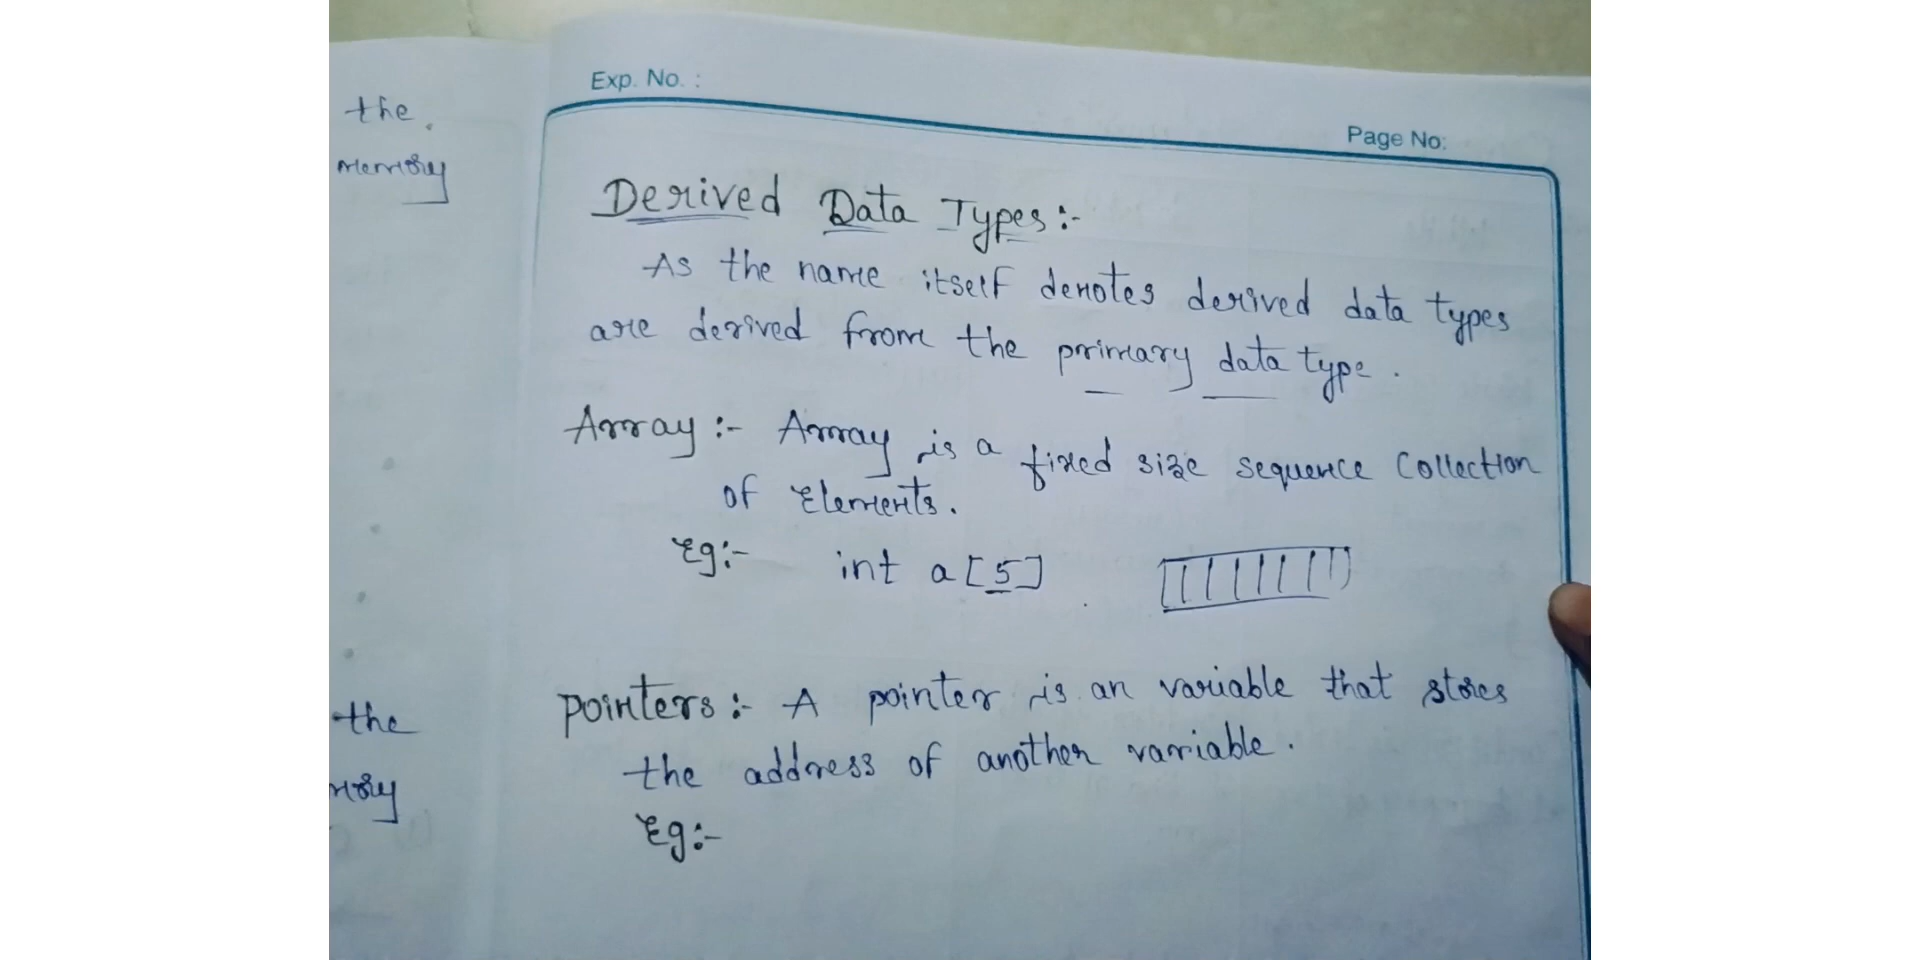 the.
memory
the
mory
Exp. No. :
Page No:
Derived Data Types:-
As the name itself denotes derived data types
are derived from the primary data type.
Array :- Array is a fixed size sequence collection
of Elements.
Eg:- int a[5]
pointers :- A pointer is an variable that stores
the address of another variable.
Eg:-